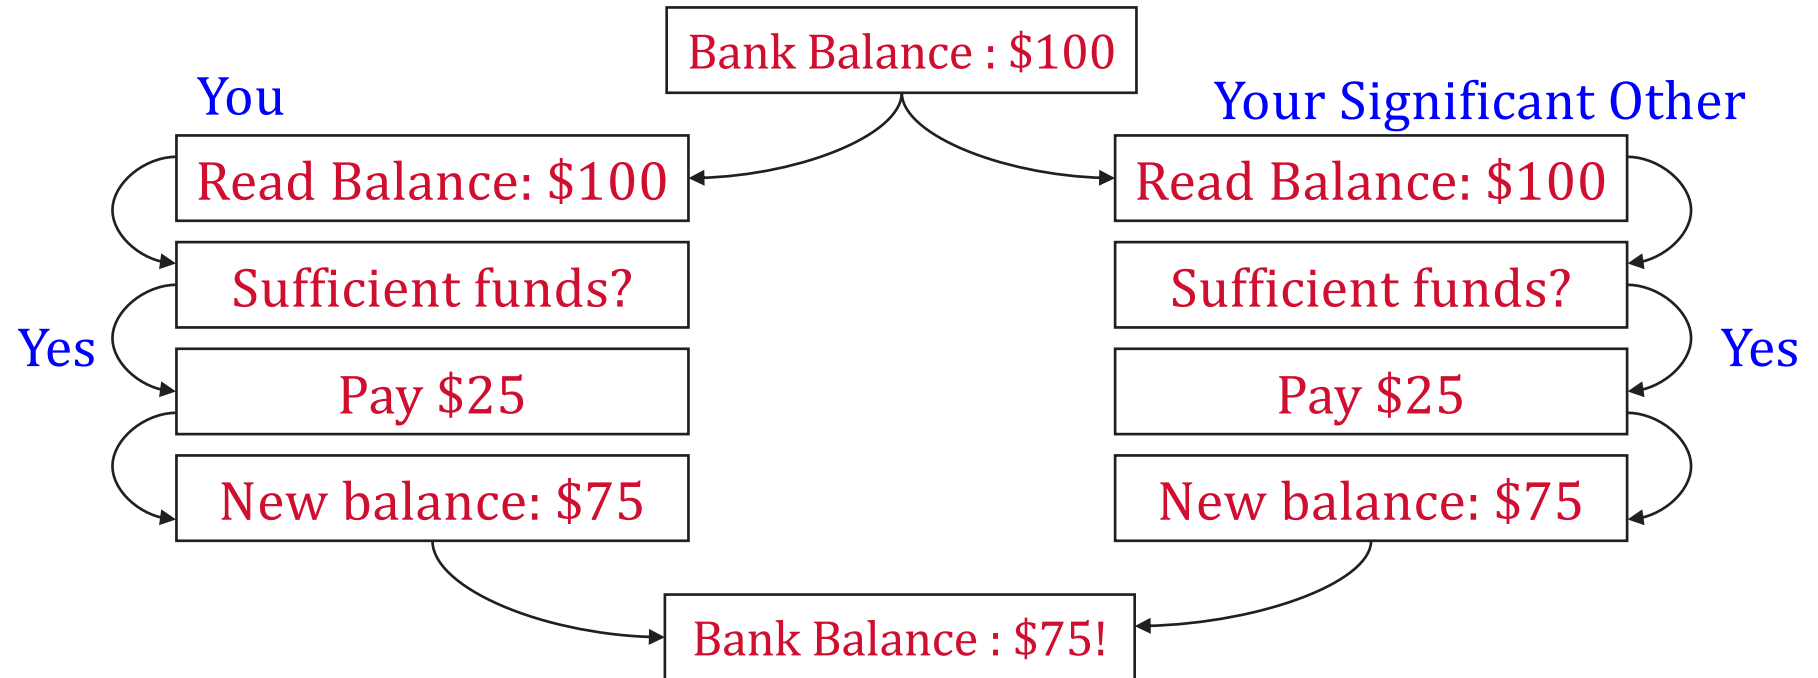 Bank Balance : $100
You
Read Balance: $100
Sufficient funds?
Yes
Pay $25
New balance: $75
Your Significant Other
Read Balance: $100
Sufficient funds?
Yes
Pay $25
New balance: $75
Bank Balance : $75!